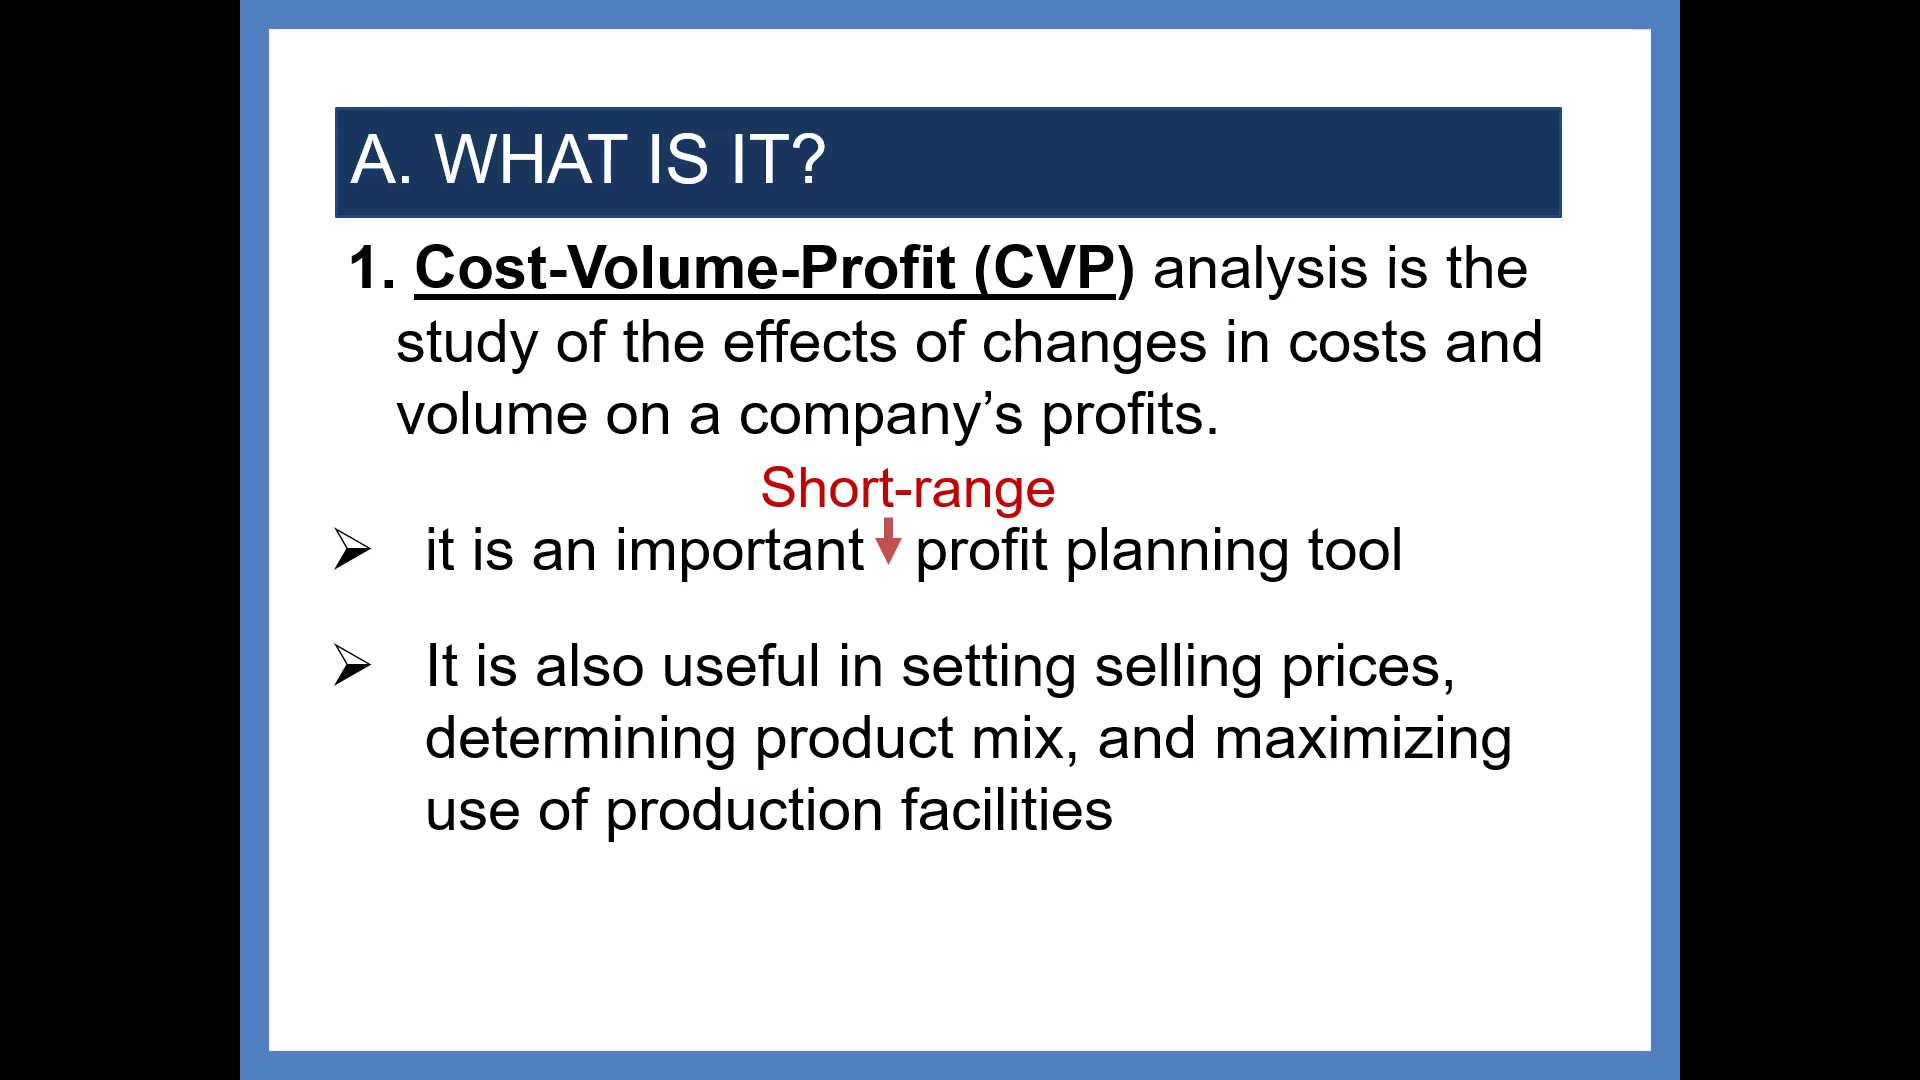 A. WHAT IS IT?
1. Cost-Volume-Profit (CVP) analysis is the
study of the effects of changes in costs and
volume on a company’s profits.
Short-range
it is an important profit planning tool
It is also useful in setting selling prices,
determining product mix, and maximizing
use of production facilities